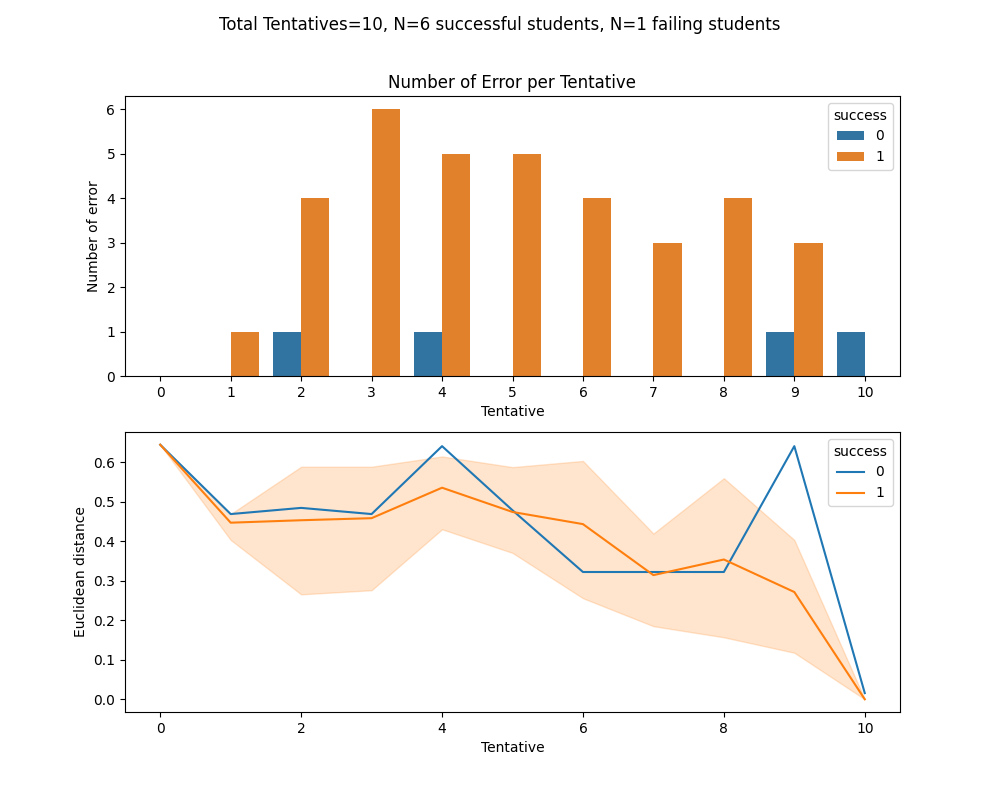 Total Tentatives=10, N=6 successful students, N=1 failing students
Number of Error per Tentative
Number of error
6
5
4
3
2
1
0
success
0
1
0 1 2 3 4 5 6 7 8 9 10
Tentative
Euclidean distance
0.6
0.5
0.4
0.3
0.2
0.1
0.0
success
0
1
0 2 4 6 8 10
Tentative